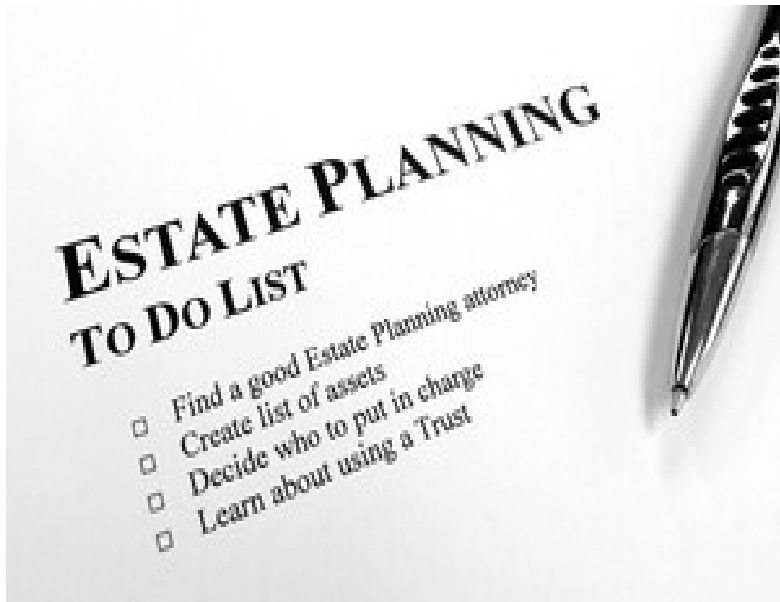 ESTATE PLANNING
TO DO LIST
Find a good Estate Planning attorney
Create list of assets
Decide who to put in charge
Learn about using a Trust